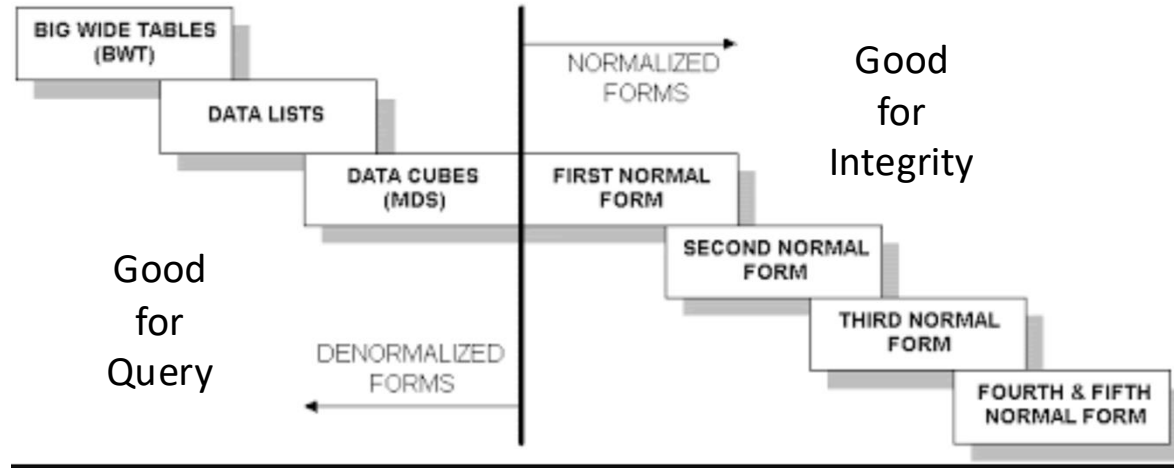 BIG WIDE TABLES
(BWT)
DATA LISTS
DATA CUBES
(MDS)
NORMALIZED
FORMS
Good
for
Integrity
FIRST NORMAL
FORM
SECOND NORMAL
FORM
THIRD NORMAL
FORM
FOURTH & FIFTH
NORMAL FORM
Good
for
Query
DENORMALIZED
FORMS